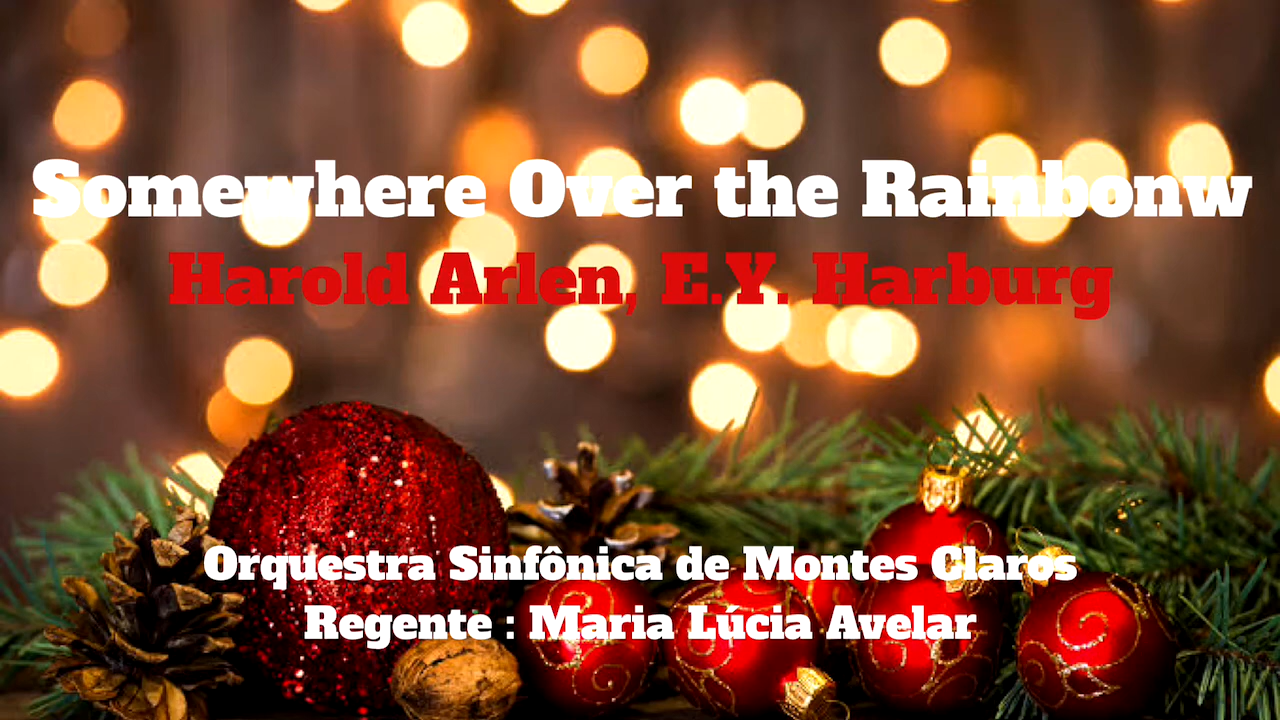 Somewhere Over the Rainbonw
Harold Arlen, E.Y. Harburg
Orquestra Sinfônica de Montes Claros
Regente : Maria Lúcia Avelar